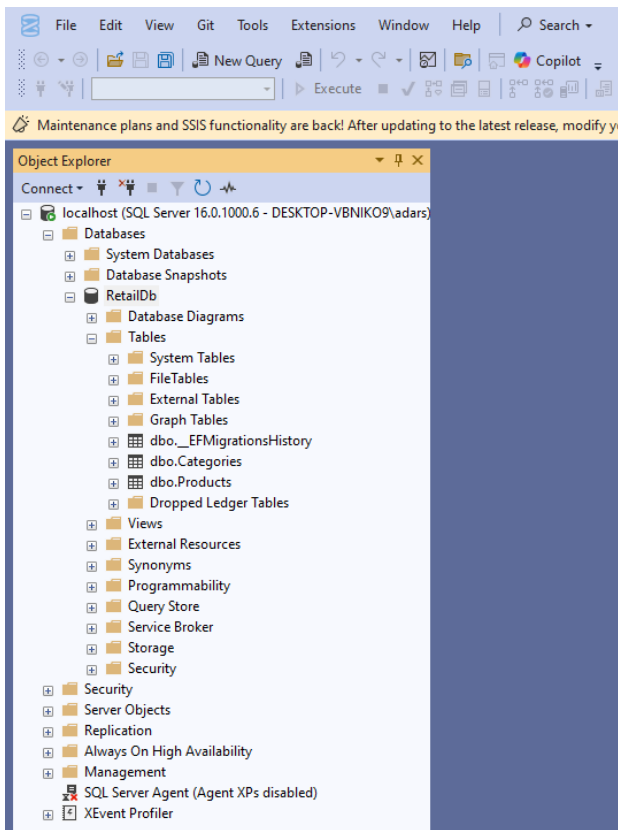 File Edit View Git Tools Extensions Window Help Search
New Query Copilot
Execute
Maintenance plans and SSIS functionality are back! After updating to the latest release, modify y
Object Explorer
Connect
localhost (SQL Server 16.0.1000.6 - DESKTOP-VBNIKO9\adars)
Databases
System Databases
Database Snapshots
RetailDb
Database Diagrams
Tables
System Tables
FileTables
External Tables
Graph Tables
dbo.__EFMigrationsHistory
dbo.Categories
dbo.Products
Dropped Ledger Tables
Views
External Resources
Synonyms
Programmability
Query Store
Service Broker
Storage
Security
Security
Server Objects
Replication
Always On High Availability
Management
SQL Server Agent (Agent XPs disabled)
XEvent Profiler